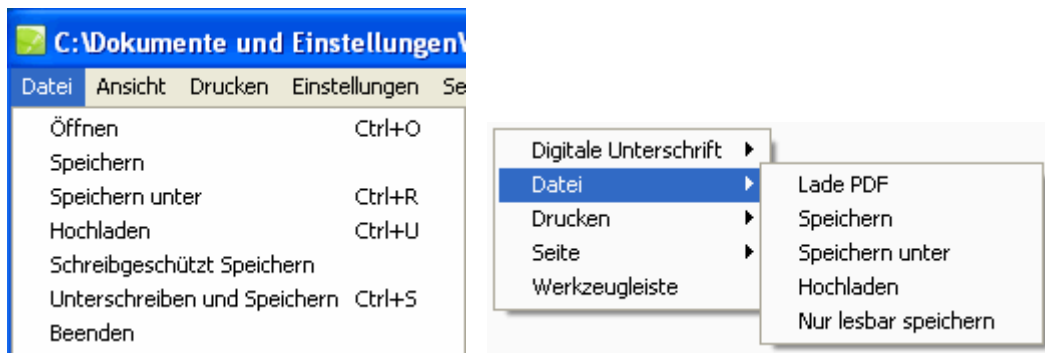 C:\Dokumente und Einstellungen\
Datei Ansicht Drucken Einstellungen Se
Öffnen Ctrl+O
Speichern
Speichern unter Ctrl+R
Hochladen Ctrl+U
Schreibgeschützt Speichern
Unterschreiben und Speichern Ctrl+S
Beenden
Digitale Unterschrift
Datei
Drucken
Seite
Werkzeugleiste
Lade PDF
Speichern
Speichern unter
Hochladen
Nur lesbar speichern